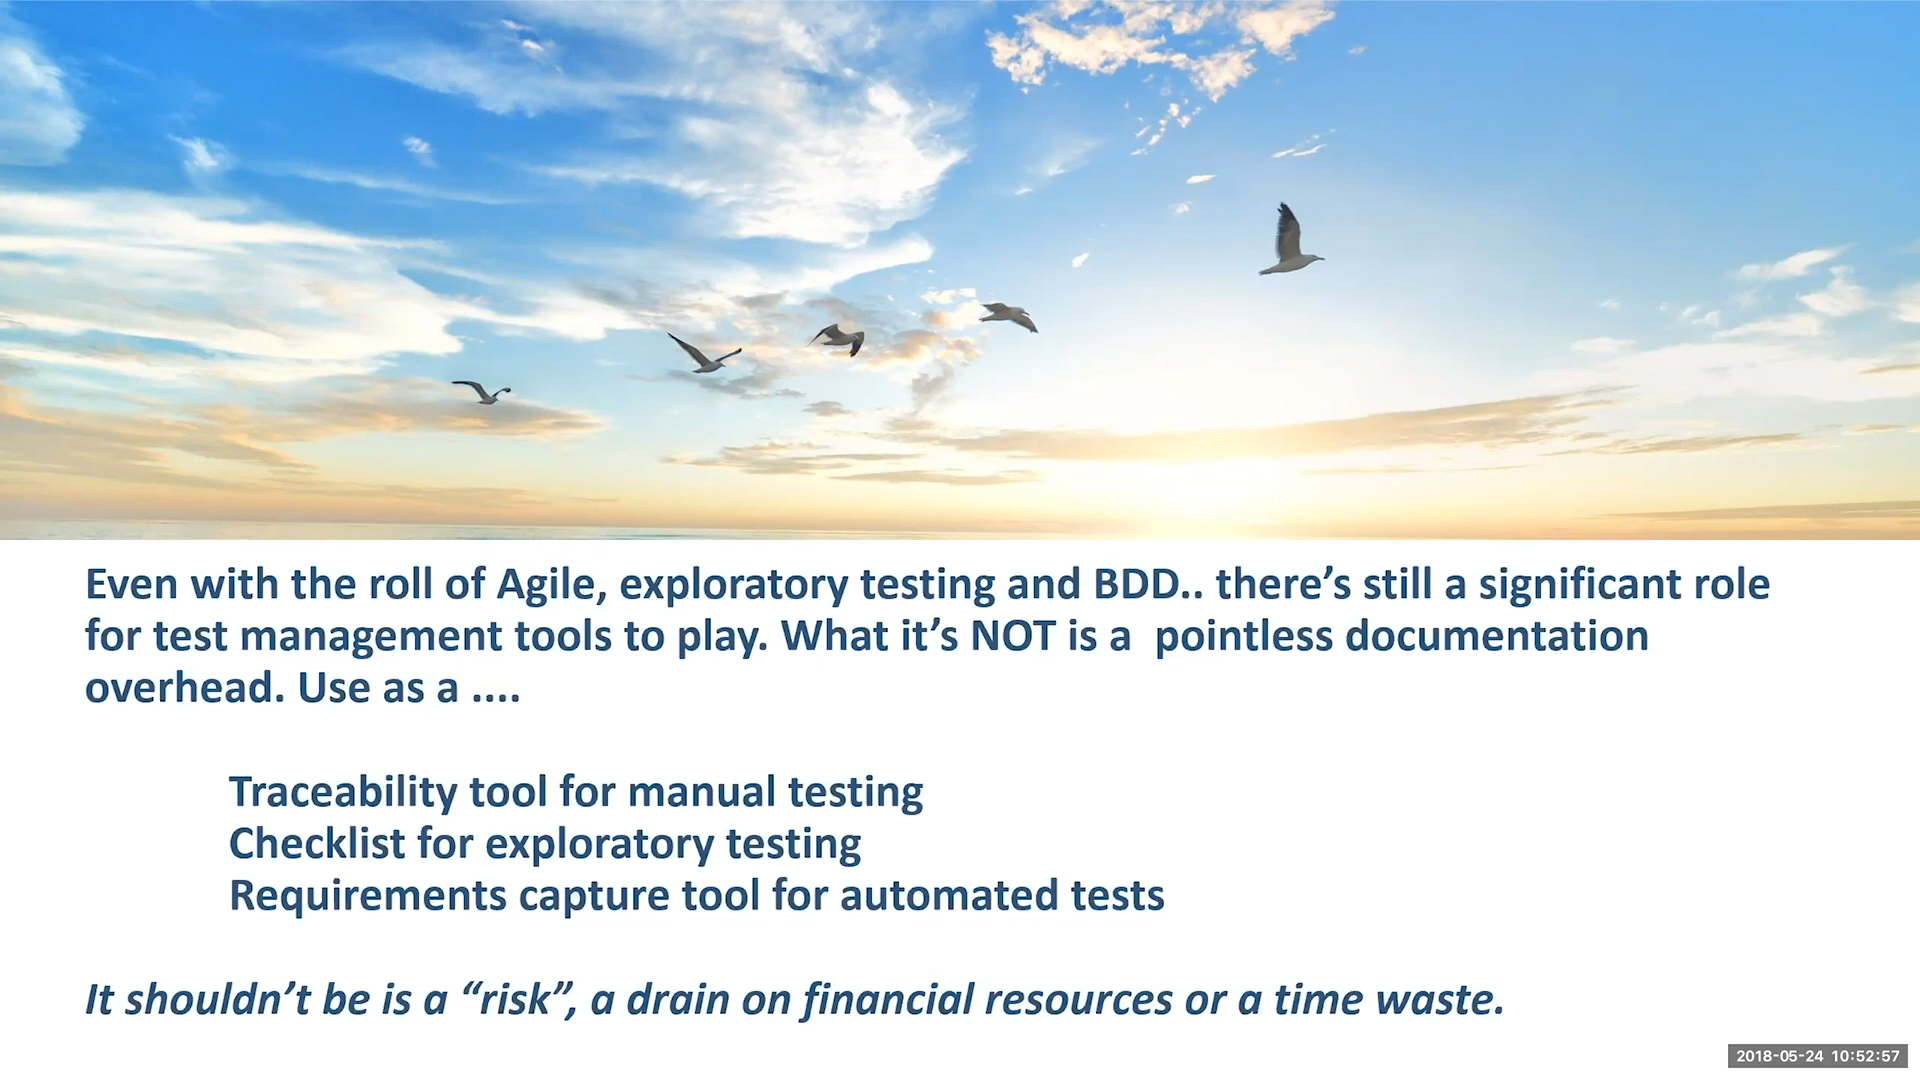 Even with the roll of Agile, exploratory testing and BDD.. there’s still a significant role
for test management tools to play. What it’s NOT is a  pointless documentation
overhead. Use as a ....
Traceability tool for manual testing
Checklist for exploratory testing
Requirements capture tool for automated tests
It shouldn’t be is a “risk”, a drain on financial resources or a time waste.
2018-05-24 10:52:57